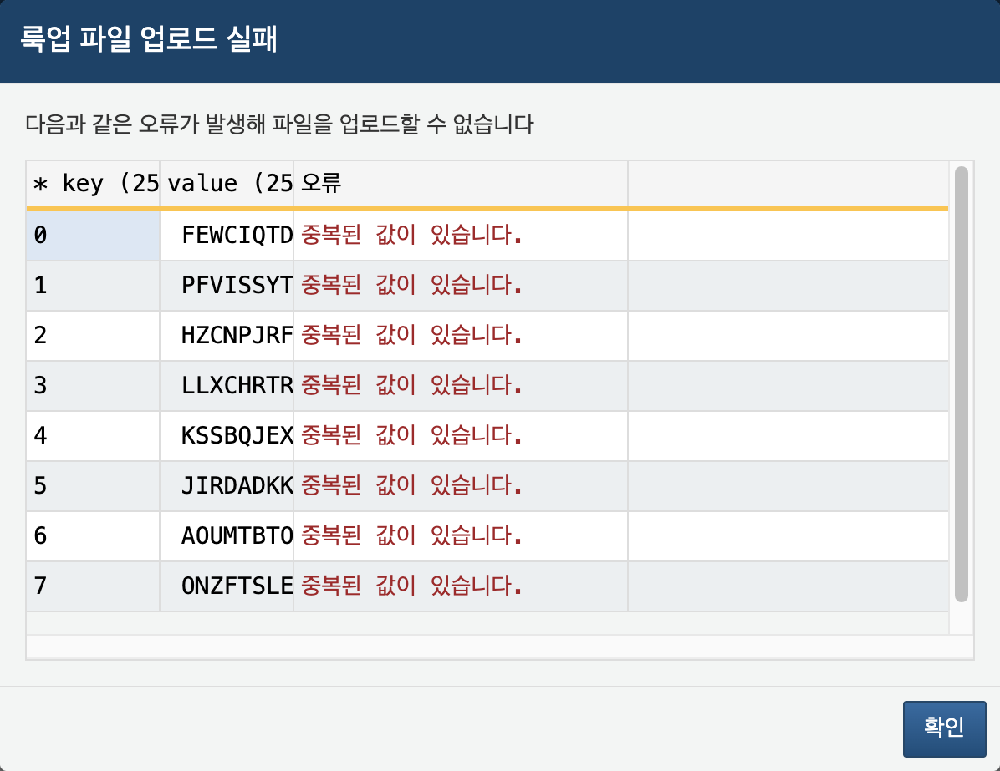 룩업 파일 업로드 실패
다음과 같은 오류가 발생해 파일을 업로드할 수 없습니다
* key (25 value (25 오류
0 FEWCIQTD 중복된 값이 있습니다.
1 PFVISSYT 중복된 값이 있습니다.
2 HZCNPJRF 중복된 값이 있습니다.
3 LLXCHRTR 중복된 값이 있습니다.
4 KSSBQJEX 중복된 값이 있습니다.
5 JIRDADKK 중복된 값이 있습니다.
6 AOUMTBTO 중복된 값이 있습니다.
7 ONZFTSLE 중복된 값이 있습니다.
확인